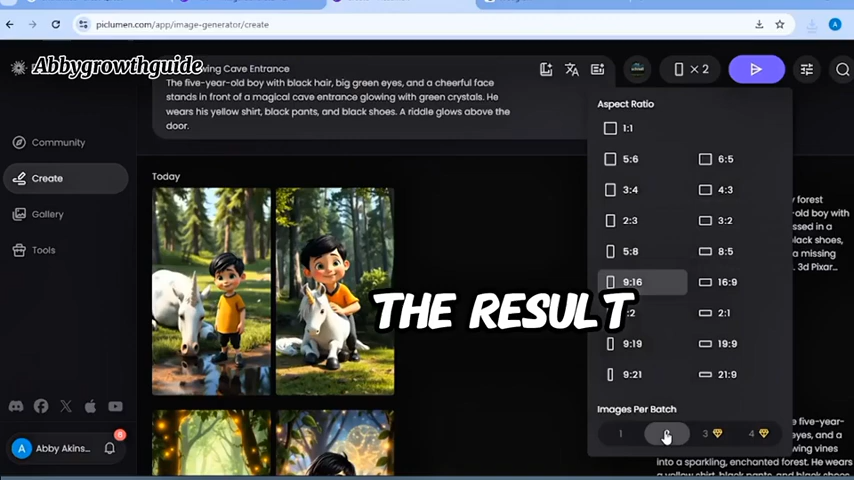 piclumen.com/app/image-generator/create
A
Abbygrowthguide
Cave Entrance
The five-year-old boy with black hair, big green eyes, and a cheerful face
stands in front of a magical cave entrance glowing with green crystals. He
wears his yellow shirt, black pants, and black shoes. A riddle glows above the
door.
× 2
Aspect Ratio
1:1
5:6
6:5
3:4
4:3
2:3
3:2
5:8
8:5
9:16
16:9
2:1
9:19
19:9
9:21
21:9
Images Per Batch
1
3
4
Community
Create
Gallery
Tools
Today
THE RESULT
forest
-old boy with
black shoes,
a missing
3d Pixar...
five-year-
eyes, and a
ing vines
into a sparkling, enchanted forest. He wears
A
Abby Akins...
6